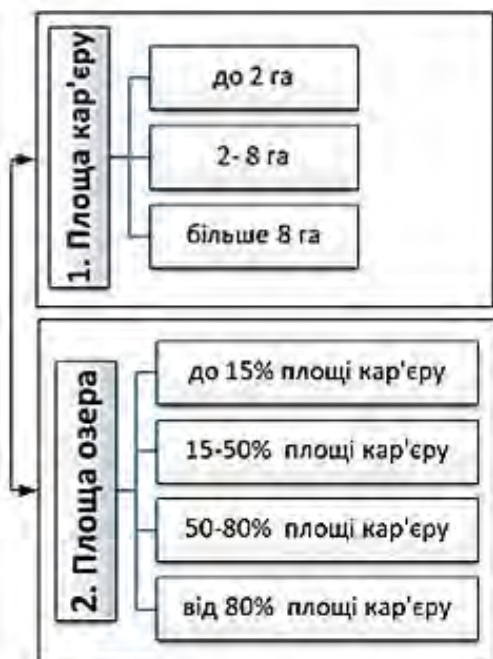 1. Площа кар'єру
до 2 га
2- 8 га
більше 8 га
2. Площа озера
до 15% площі кар'єру
15-50% площі кар'єру
50-80% площі кар'єру
від 80% площі кар'єру